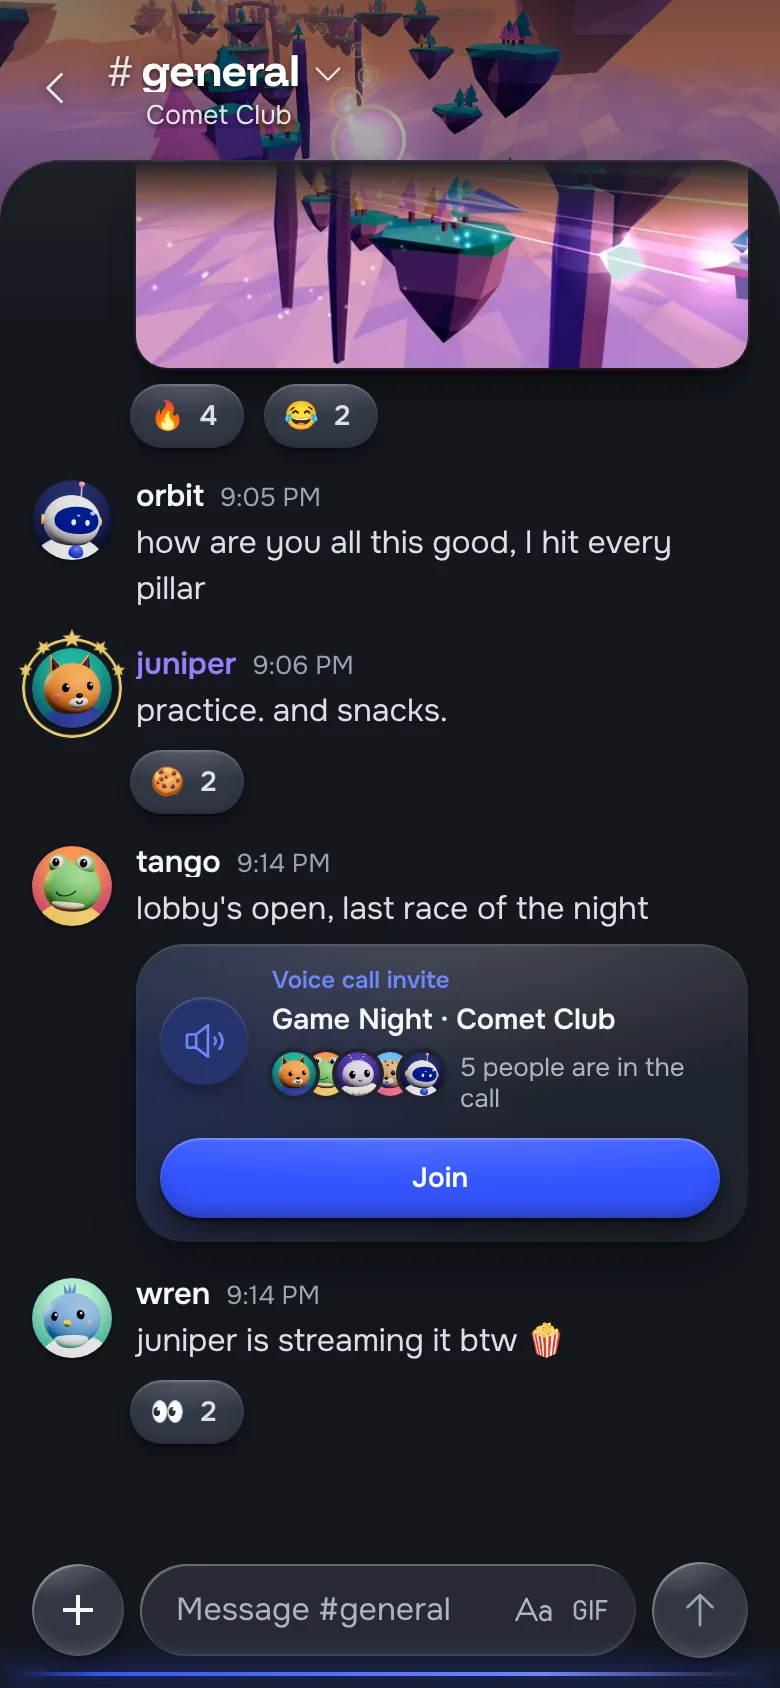 # general
Comet Club
🔥 4 😂 2
orbit 9:05 PM
how are you all this good, I hit every
pillar
juniper 9:06 PM
practice. and snacks.
🍪 2
tango 9:14 PM
lobby's open, last race of the night
Voice call invite
Game Night · Comet Club
5 people are in the
call
Join
wren 9:14 PM
juniper is streaming it btw 🍿
👀 2
Message #general Aa GIF